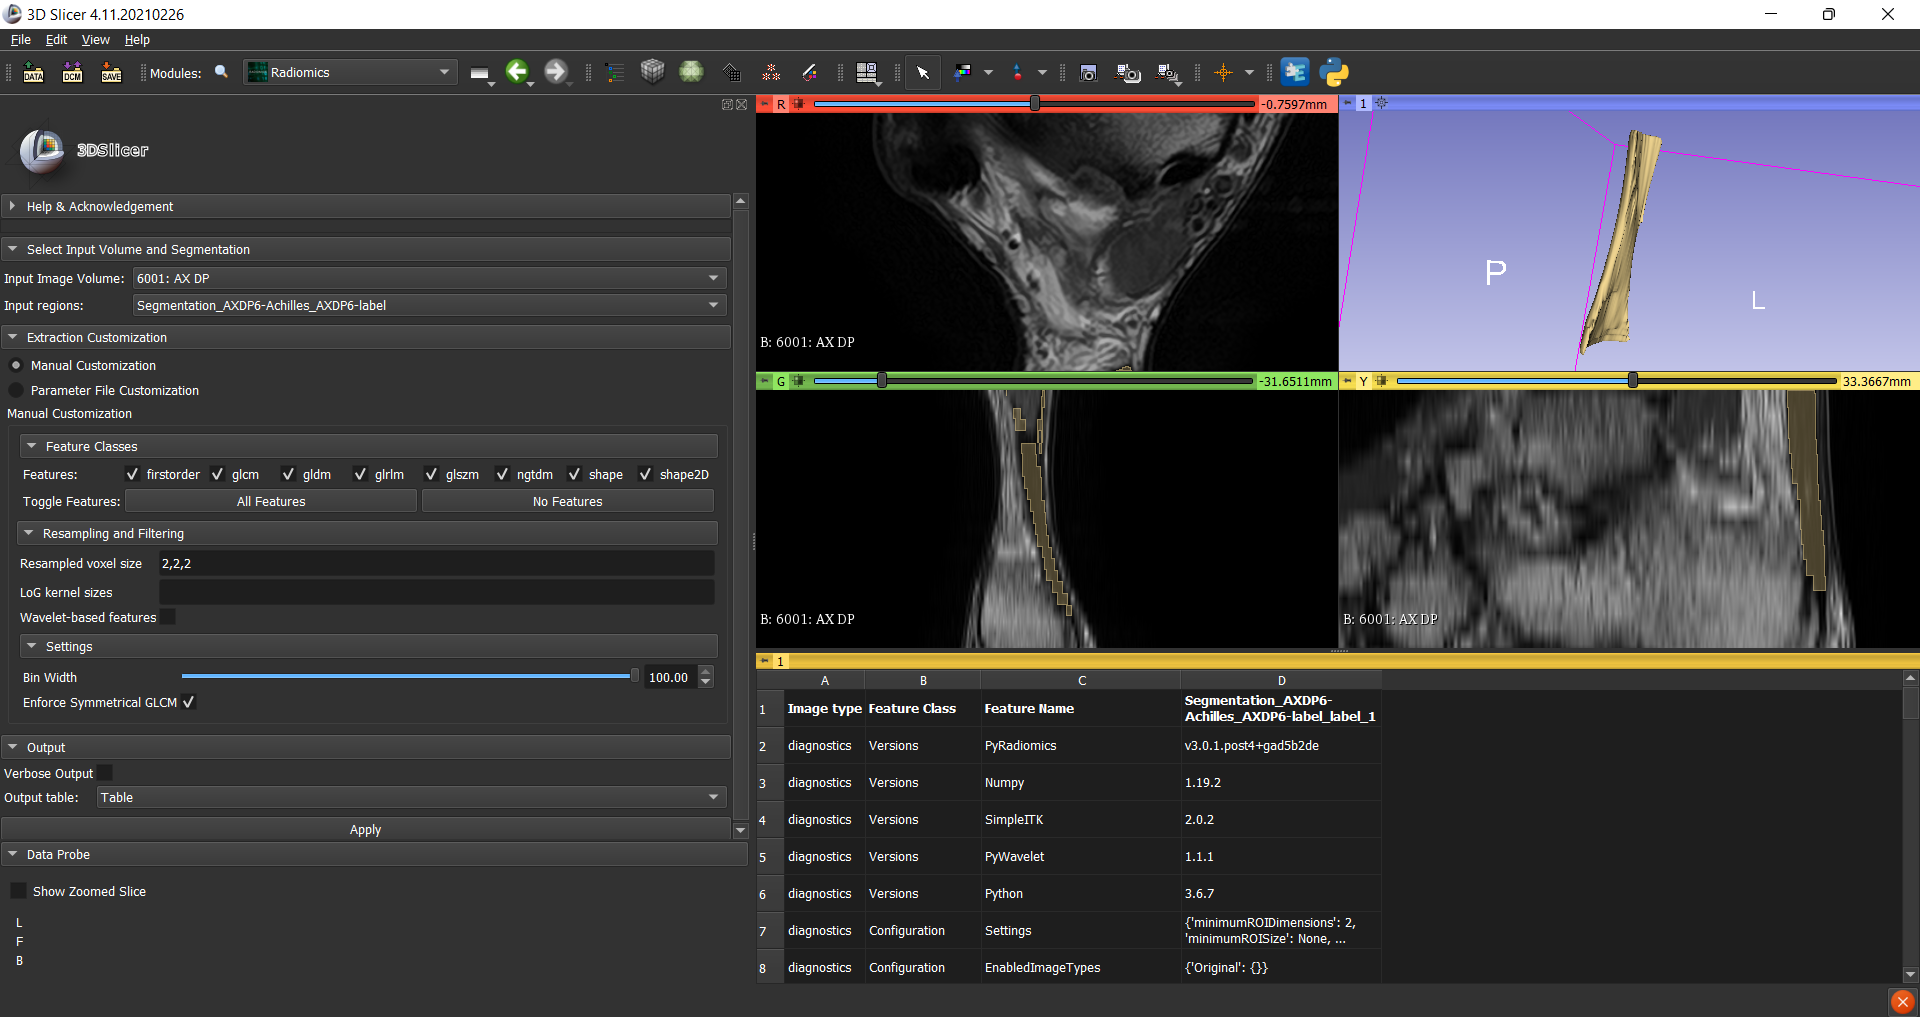 3D Slicer 4.11.20210226
File Edit View Help
DATA DCM SAVE Modules: Radiomics
3DSlicer
Help & Acknowledgement
Select Input Volume and Segmentation
Input Image Volume: 6001: AX DP
Input regions: Segmentation_AXDP6-Achilles_AXDP6-label
Extraction Customization
Manual Customization
Parameter File Customization
Manual Customization
Feature Classes
Features: firstorder glcm gldm glrlm glszm ngtdm shape shape2D
Toggle Features: All Features No Features
Resampling and Filtering
Resampled voxel size 2,2,2
LoG kernel sizes
Wavelet-based features
Settings
Bin Width 100.00
Enforce Symmetrical GLCM
Output
Verbose Output
Output table: Table
Apply
Data Probe
Show Zoomed Slice
L
F
B
R -0.7597mm
B: 6001: AX DP
1
P
L
G -31.6511mm
B: 6001: AX DP
Y 33.3667mm
B: 6001: AX DP
1
A B C D
1 Image type Feature Class Feature Name Segmentation_AXDP6-
Achilles_AXDP6-label_label_1
2 diagnostics Versions PyRadiomics v3.0.1.post4+gad5b2de
3 diagnostics Versions Numpy 1.19.2
4 diagnostics Versions SimpleITK 2.0.2
5 diagnostics Versions PyWavelet 1.1.1
6 diagnostics Versions Python 3.6.7
7 diagnostics Configuration Settings {'minimumROIDimensions': 2,
'minimumROISize': None, ...
8 diagnostics Configuration EnabledImageTypes {'Original': {}}